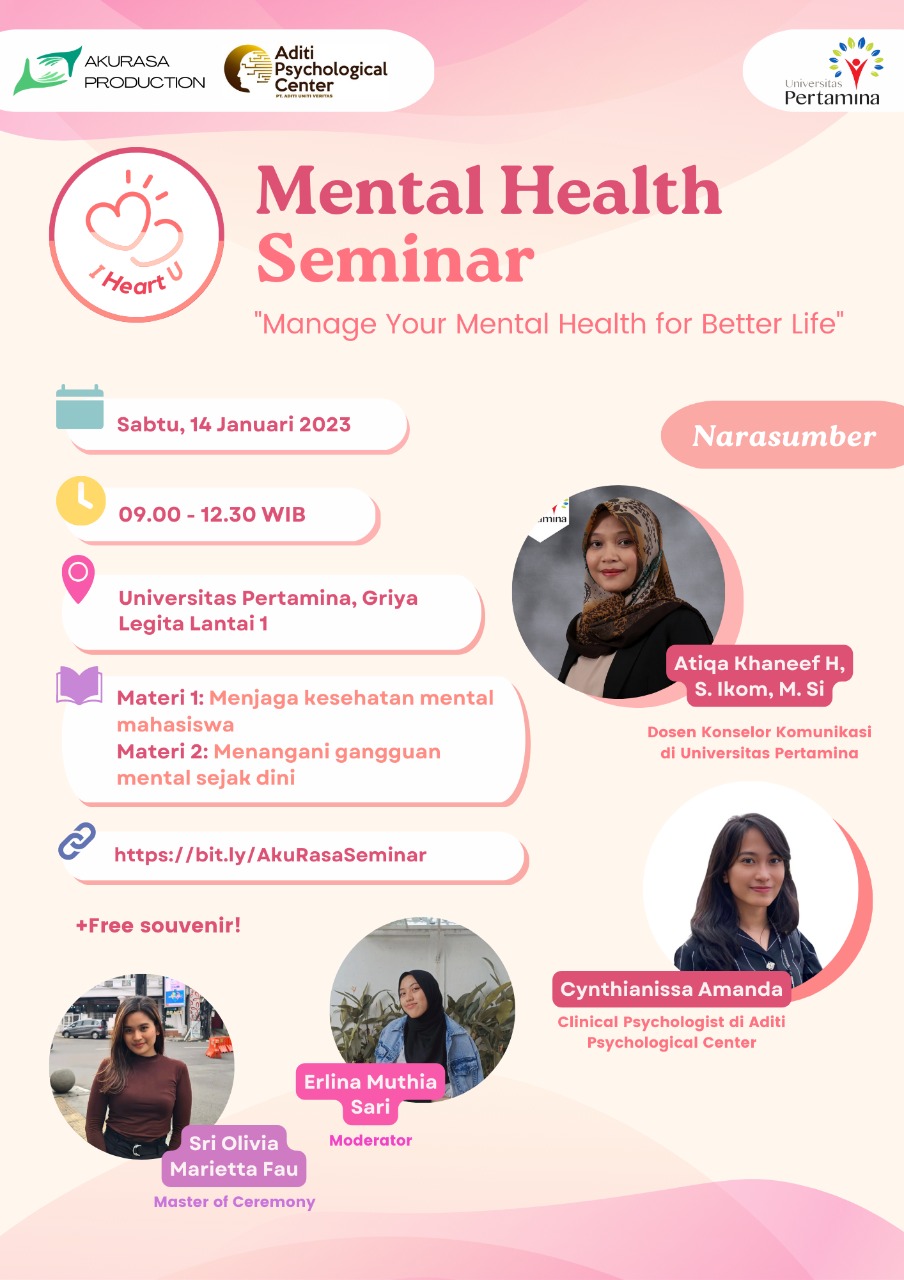 AKURASA
PRODUCTION
Aditi
Psychological
Center
PT. ADITI UNITI VERITAS
Universitas
Pertamina
I Heart U
Mental Health
Seminar
"Manage Your Mental Health for Better Life"
Sabtu, 14 Januari 2023
09.00 - 12.30 WIB
Universitas Pertamina, Griya
Legita Lantai 1
Materi 1: Menjaga kesehatan mental
mahasiswa
Materi 2: Menangani gangguan
mental sejak dini
https://bit.ly/AkuRasaSeminar
+Free souvenir!
Narasumber
amina
Atiqa Khaneef H,
S. Ikom, M. Si
Dosen Konselor Komunikasi
di Universitas Pertamina
Cynthianissa Amanda
Clinical Psychologist di Aditi
Psychological Center
Erlina Muthia
Sari
Moderator
Sri Olivia
Marietta Fau
Master of Ceremony